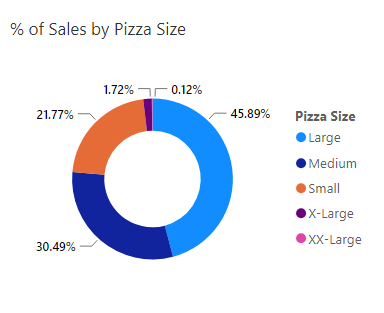 % of Sales by Pizza Size
1.72%
0.12%
21.77%
45.89%
30.49%
Pizza Size
Large
Medium
Small
X-Large
XX-Large